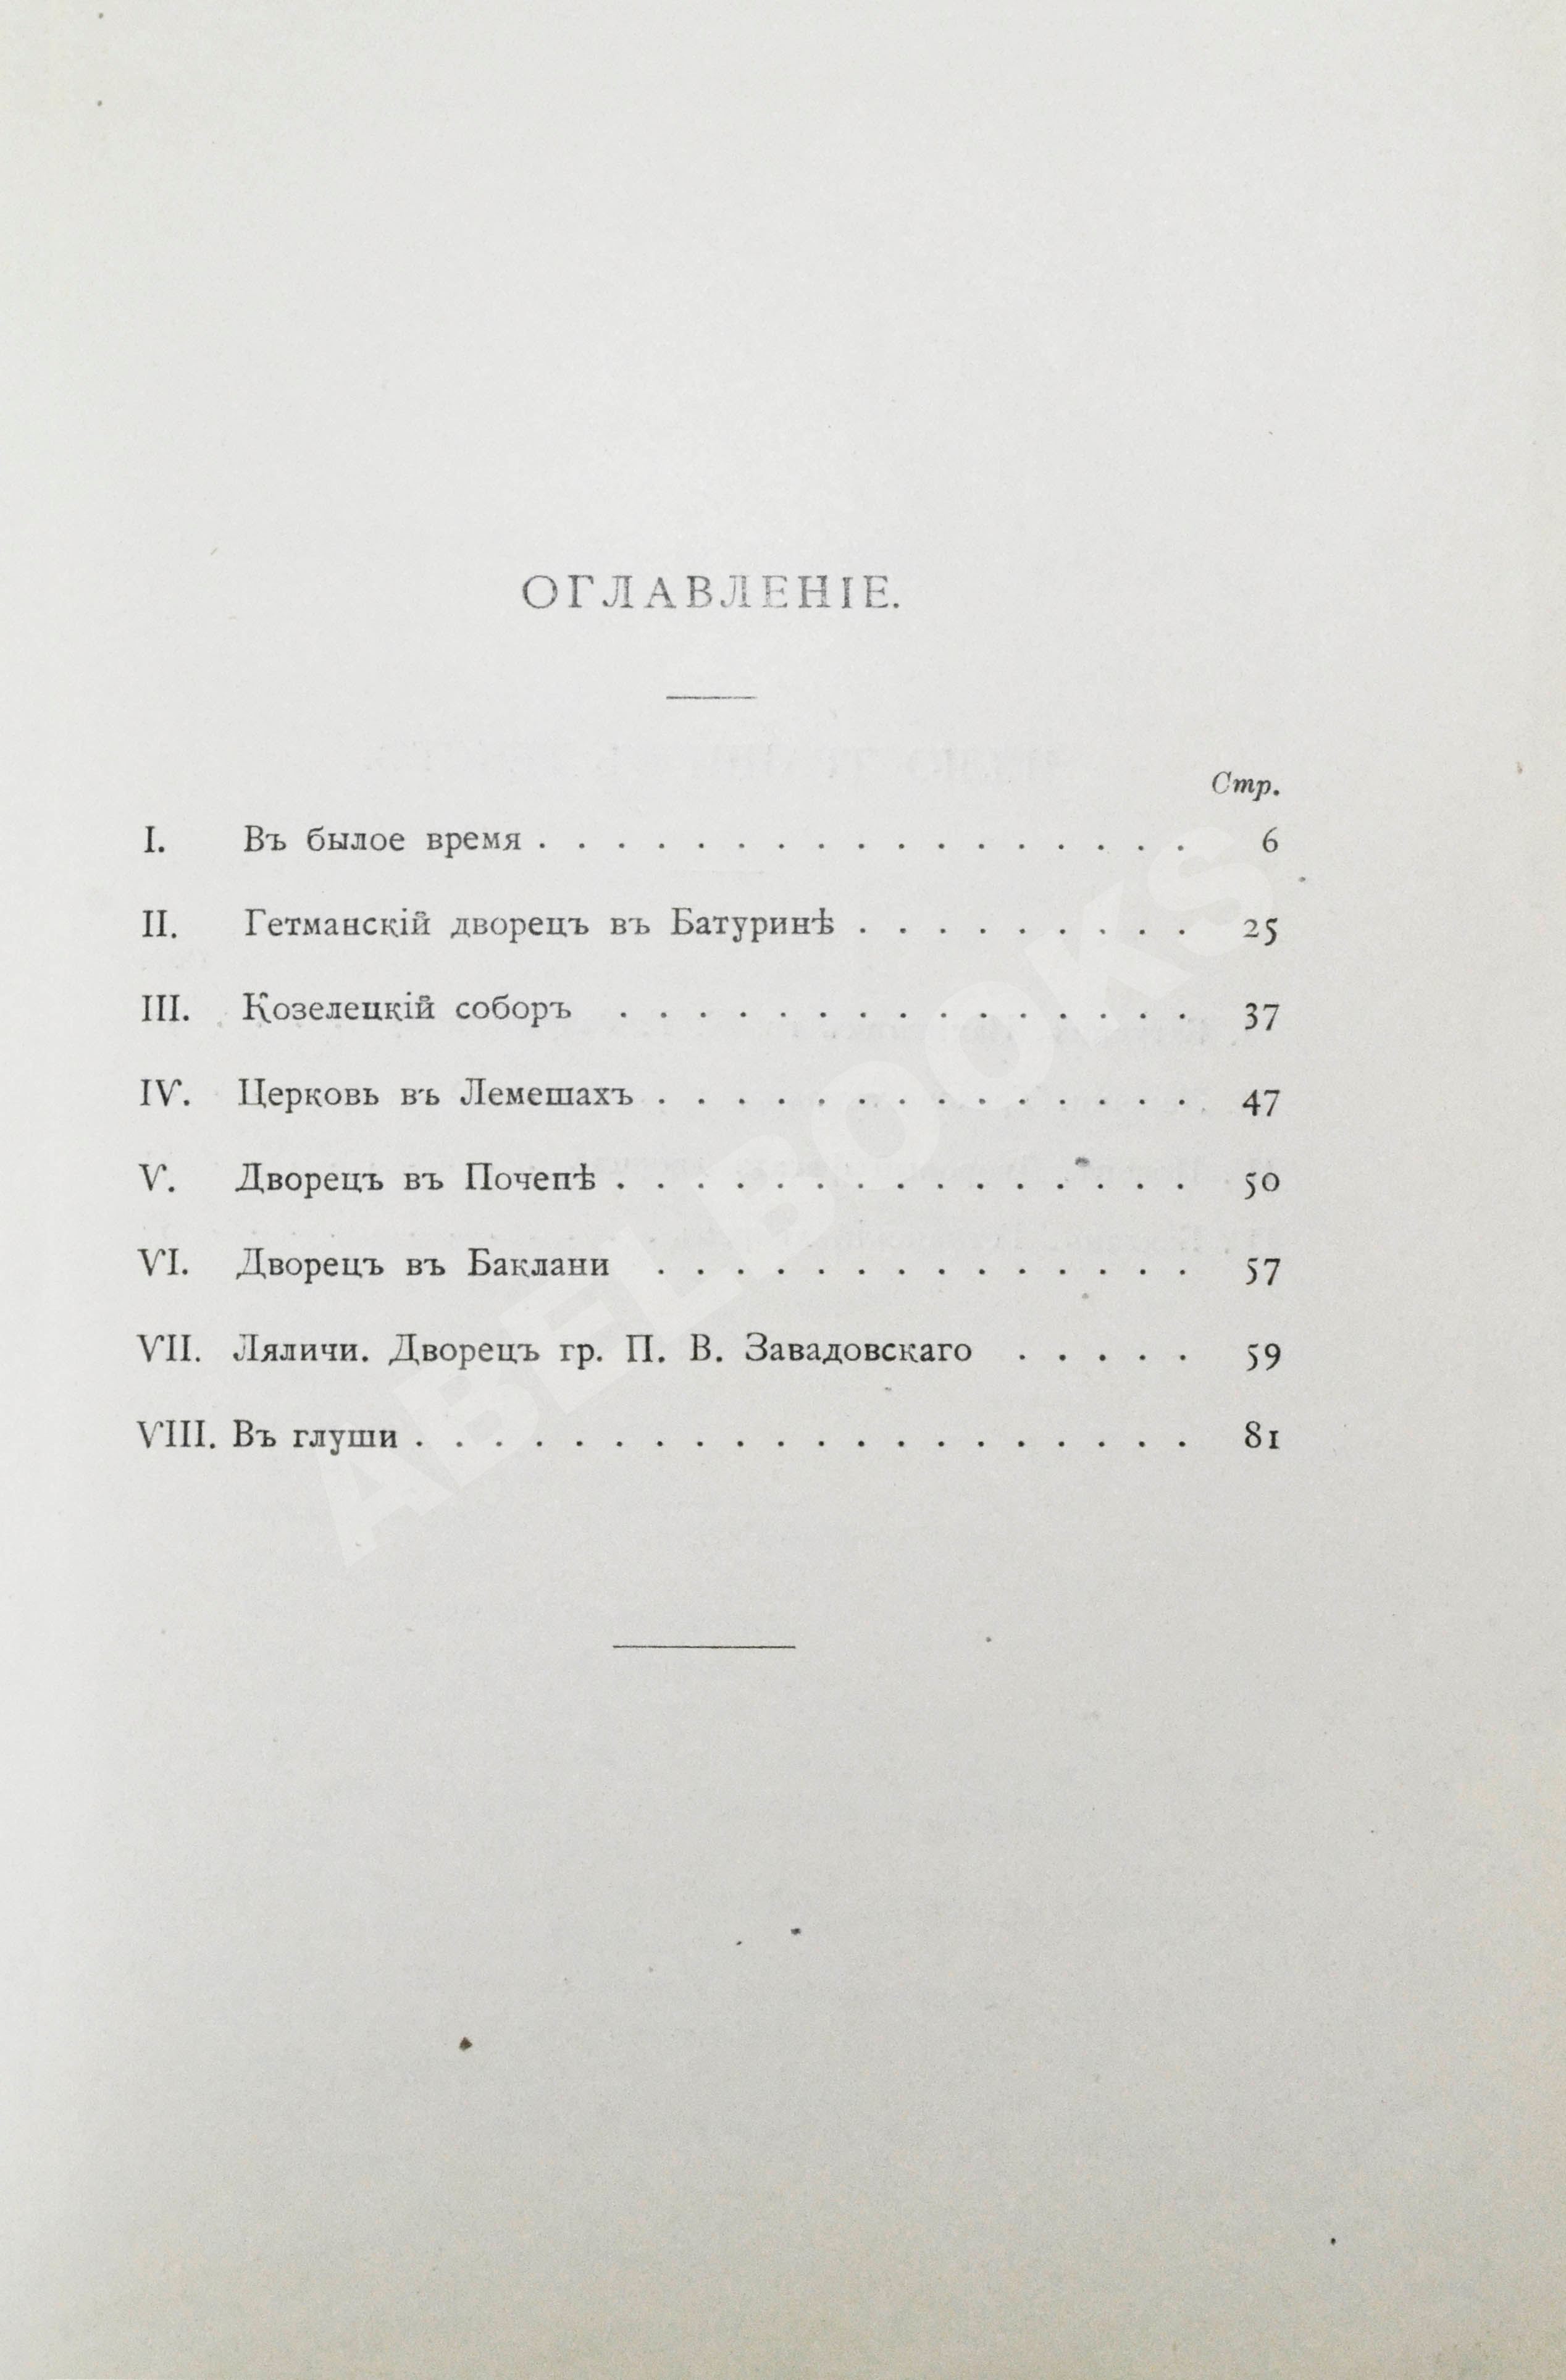 ОГЛАВЛЕНІЕ.
Стр.
I. Въ былое время . . . . . . . . . . . . . . . . . 6
II. Гетманскій дворецъ въ Батуринѣ . . . . . . . . . 25
III. Козелецкій соборъ . . . . . . . . . . . . . . . 37
IV. Церковь въ Лемешахъ . . . . . . . . . . . . . . 47
V. Дворецъ въ Почепѣ . . . . . . . . . . . . . . . 50
VI. Дворецъ въ Баклани . . . . . . . . . . . . . . 57
VII. Ляличи. Дворецъ гр. П. В. Завадовскаго . . . . . 59
VIII. Въ глуши . . . . . . . . . . . . . . . . . . . . 81
ABELBOOKS